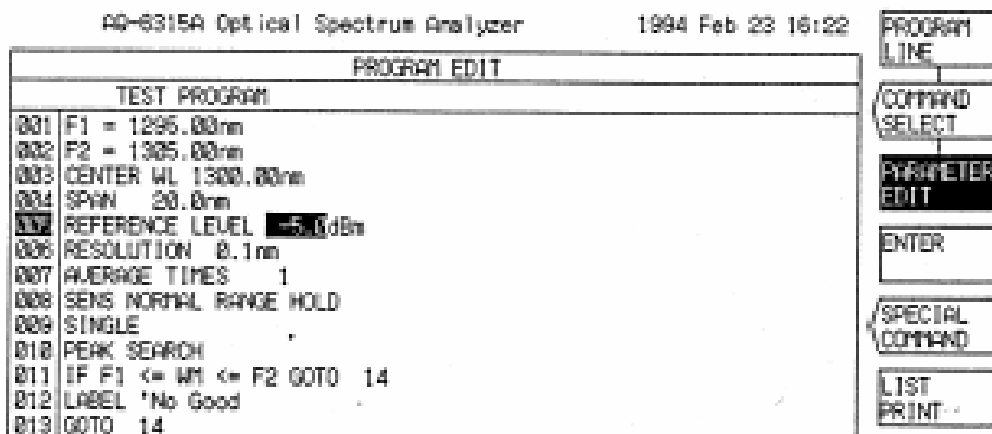 AQ-6315A Optical Spectrum Analyzer 1994 Feb 23 16:22
PROGRAM EDIT
TEST PROGRAM
001 F1 = 1295.00nm
002 F2 = 1305.00nm
003 CENTER WL 1300.00nm
004 SPAN 20.0nm
005 REFERENCE LEVEL -5.0dBm
006 RESOLUTION 0.1nm
007 AVERAGE TIMES 1
008 SENS NORMAL RANGE HOLD
009 SINGLE
010 PEAK SEARCH
011 IF F1 <= WM <= F2 GOTO 14
012 LABEL "No Good
013 GOTO 14
PROGRAM
LINE
COMMAND
SELECT
PARAMETER
EDIT
ENTER
SPECIAL
COMMAND
LIST
PRINT